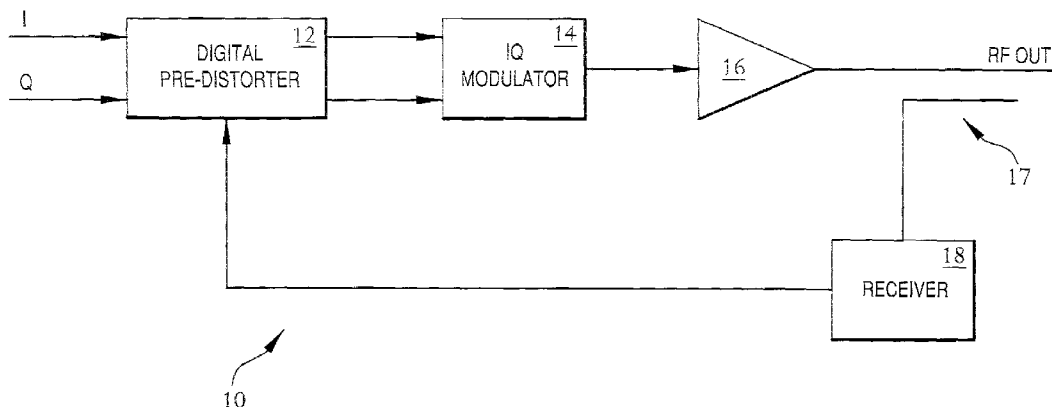 I
Q
12
DIGITAL
PRE-DISTORTER
14
IQ
MODULATOR
16
RF OUT
17
18
RECEIVER
10